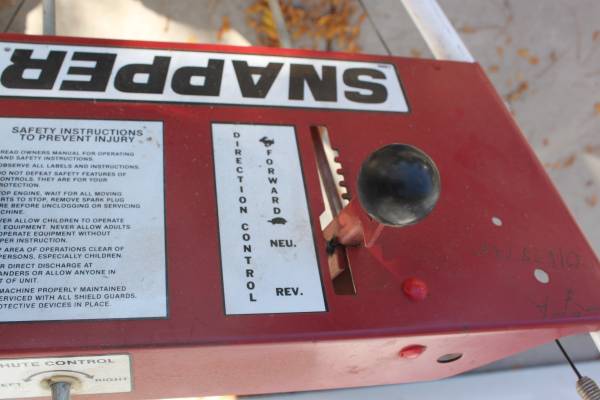 SNAPPER
SAFETY INSTRUCTIONS
TO PREVENT INJURY
READ OWNERS MANUAL FOR OPERATING
AND SAFETY INSTRUCTIONS.
OBSERVE ALL LABELS AND INSTRUCTIONS.
DO NOT DEFEAT SAFETY FEATURES OF
CONTROLS. THEY ARE FOR YOUR
PROTECTION.
STOP ENGINE, WAIT FOR ALL MOVING
PARTS TO STOP, REMOVE SPARK PLUG
BEFORE UNCLOGGING OR SERVICING
MACHINE.
NEVER ALLOW CHILDREN TO OPERATE
EQUIPMENT. NEVER ALLOW ADULTS
OPERATE EQUIPMENT WITHOUT
PROPER INSTRUCTION.
AREA OF OPERATIONS CLEAR OF
PERSONS, ESPECIALLY CHILDREN.
DIRECT DISCHARGE AT
OR ALLOW ANYONE IN
OF UNIT.
MACHINE PROPERLY MAINTAINED
SERVICED WITH ALL SHIELD GUARDS,
PROTECTIVE DEVICES IN PLACE.
DIRECTION CONTROL
FORWARD
NEU.
REV.
CHUTE CONTROL
LEFT RIGHT